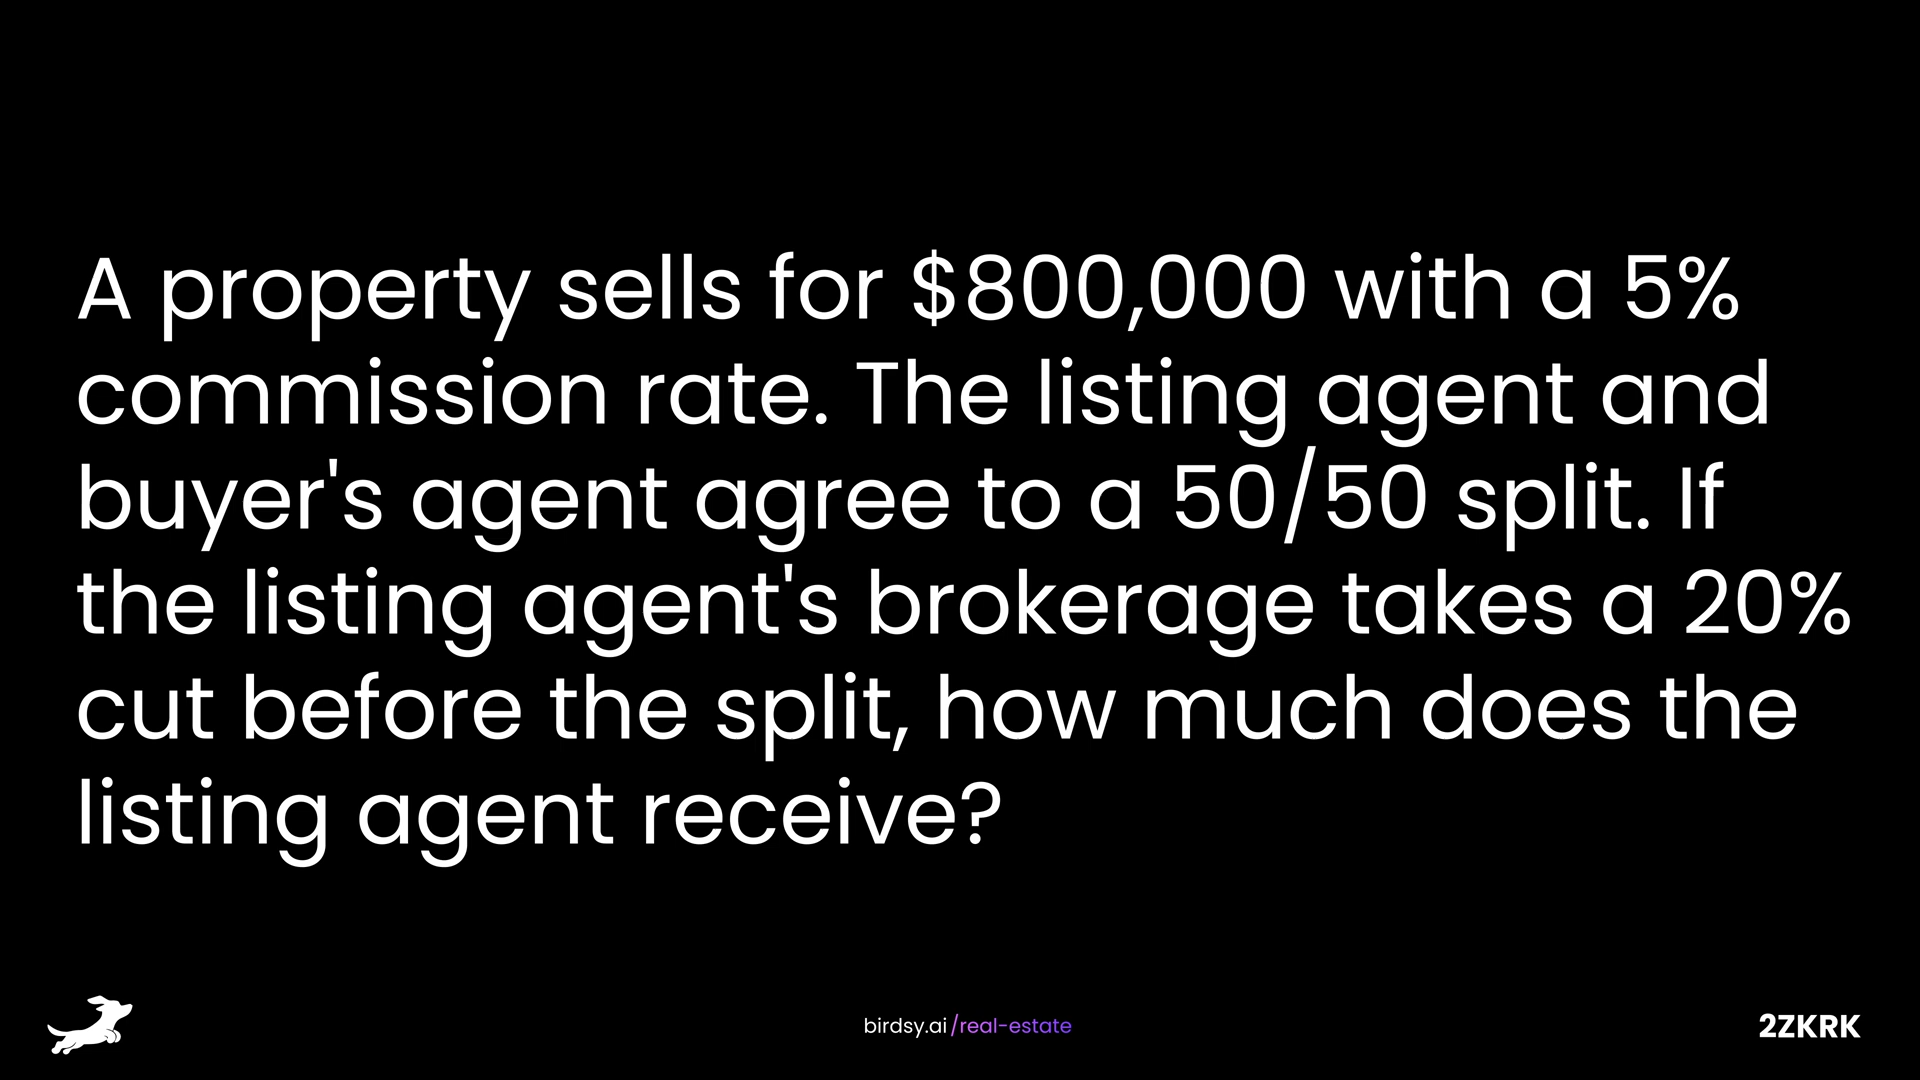 A property sells for $800,000 with a 5%
commission rate. The listing agent and
buyer's agent agree to a 50/50 split. If
the listing agent's brokerage takes a 20%
cut before the split, how much does the
listing agent receive?
birdsy.ai/real-estate
2ZKRK